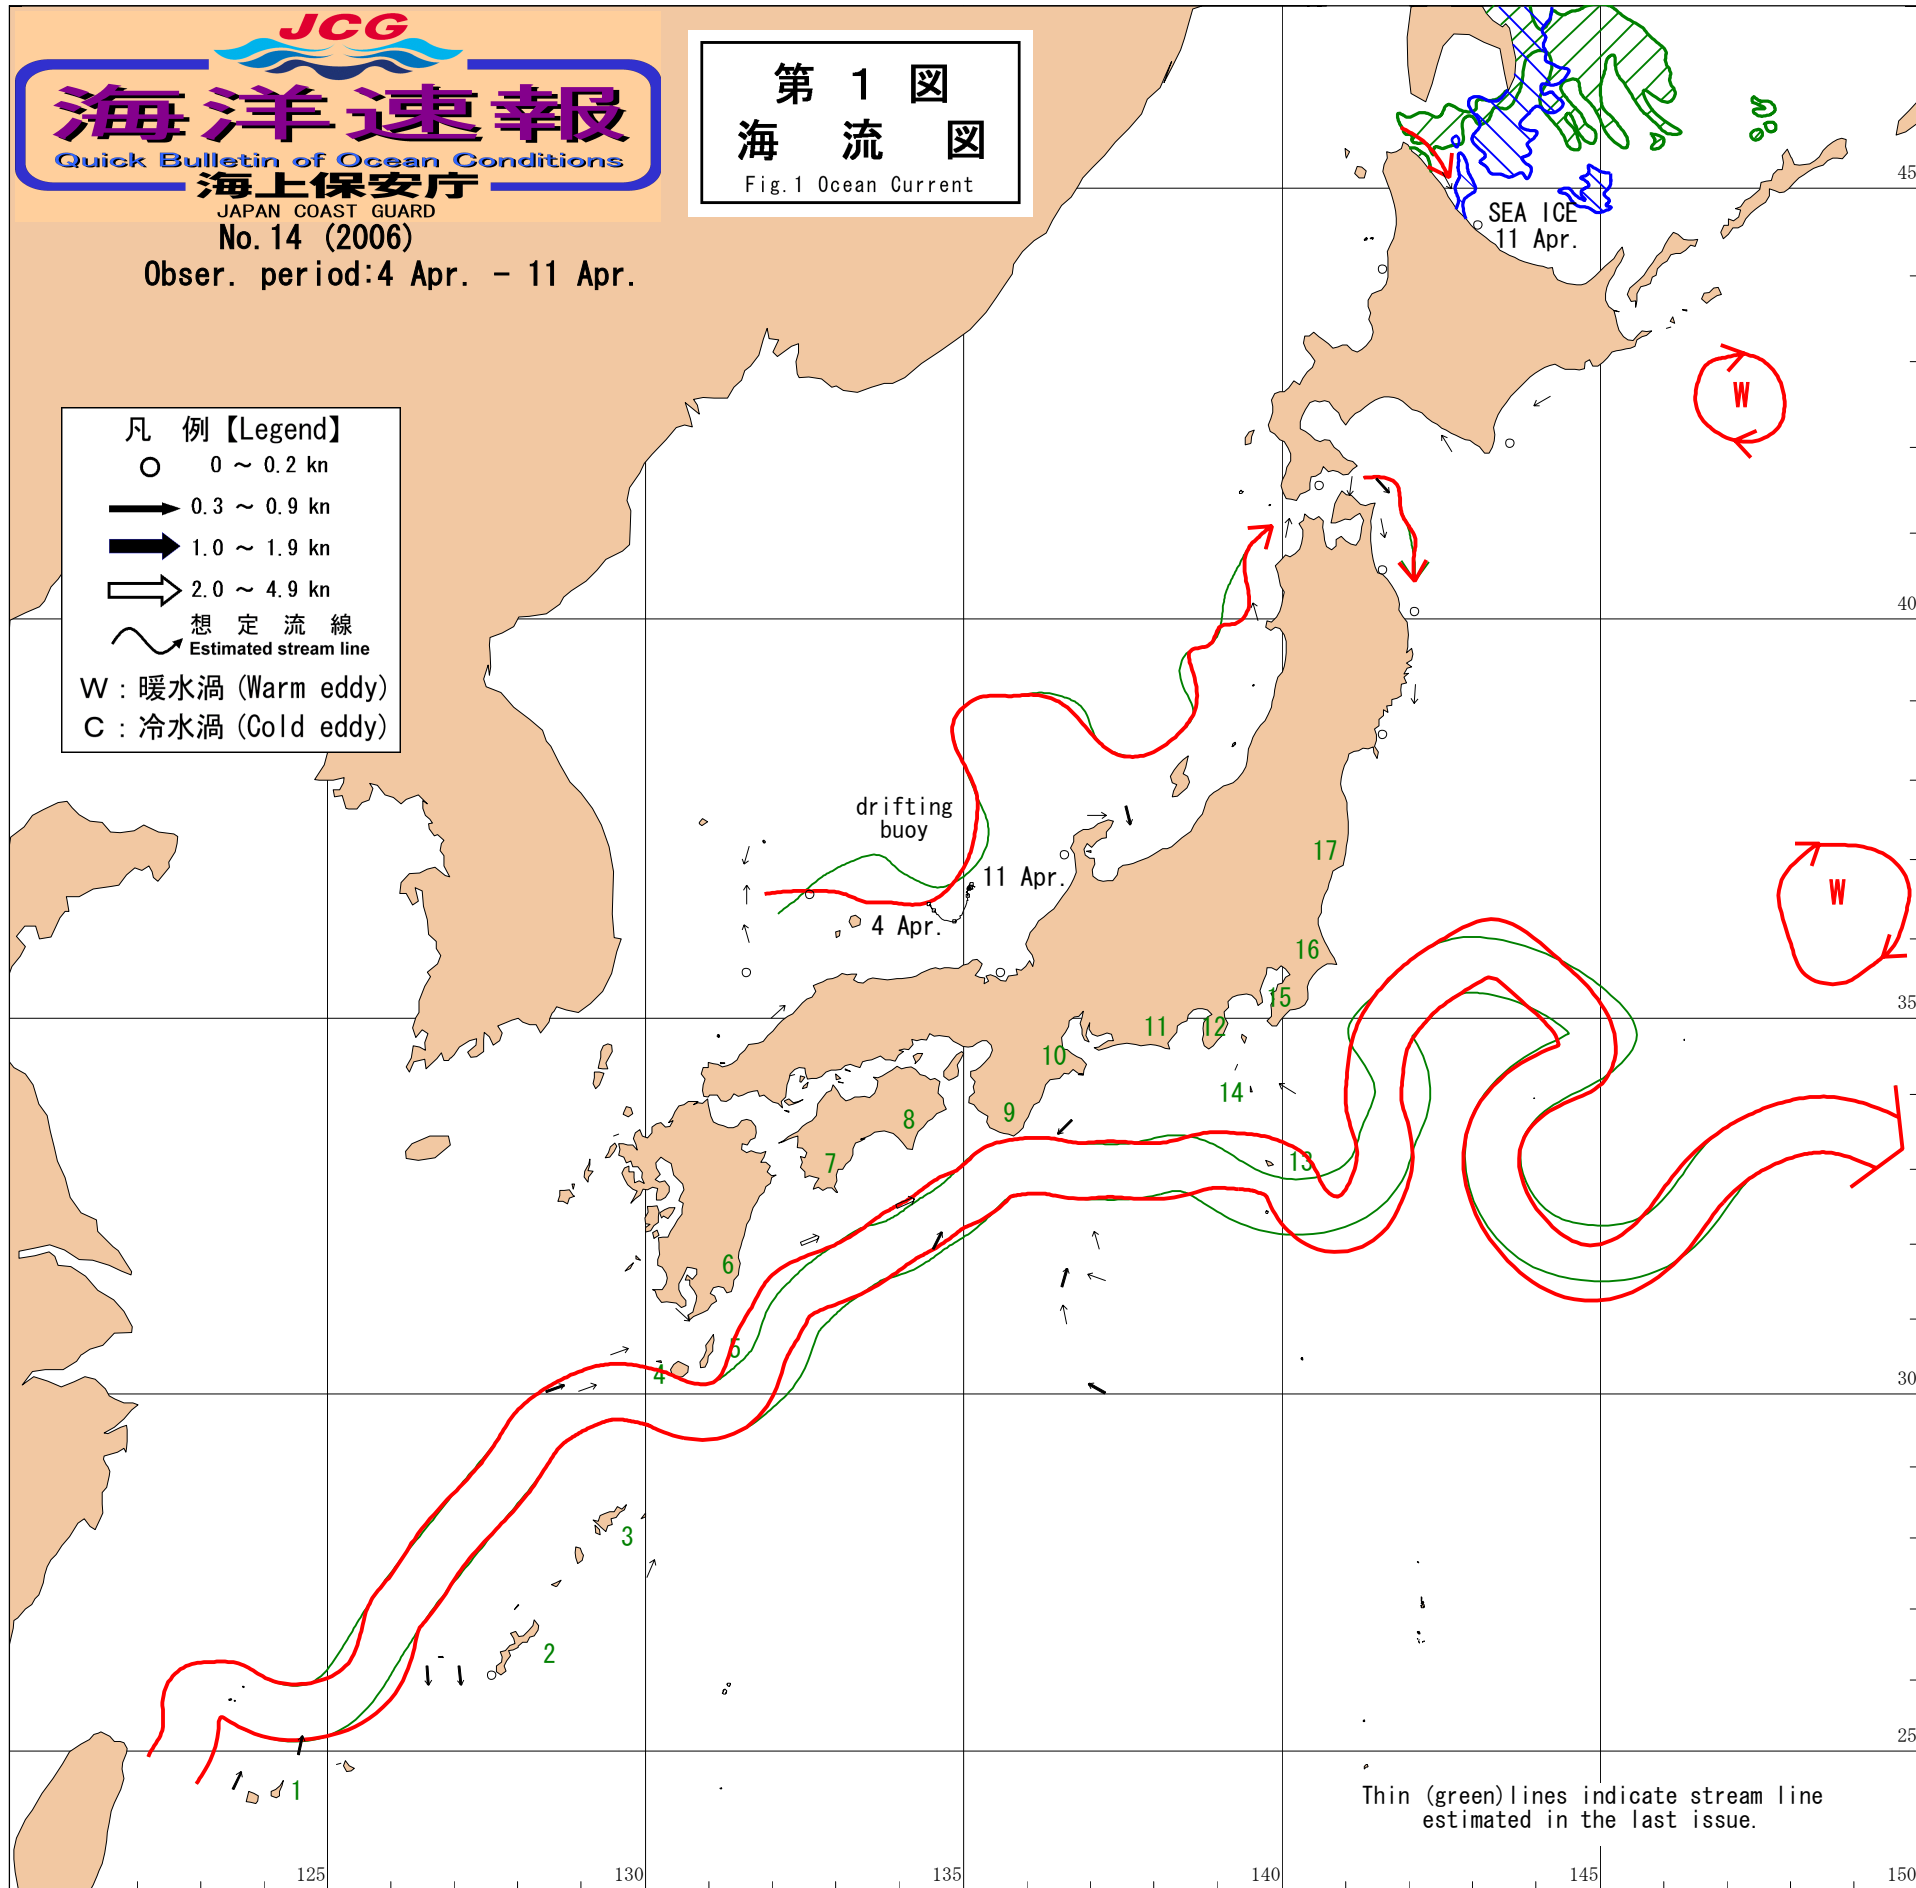 JCG
海洋速報
Quick Bulletin of Ocean Conditions
海上保安庁
JAPAN COAST GUARD
No.14 (2006)
Obser. period:4 Apr. - 11 Apr.
第 1 図
海 流 図
Fig.1 Ocean Current
凡 例【Legend】
0 ～ 0.2 kn
0.3 ～ 0.9 kn
1.0 ～ 1.9 kn
2.0 ～ 4.9 kn
想 定 流 線
Estimated stream line
W : 暖水渦 (Warm eddy)
C : 冷水渦 (Cold eddy)
SEA ICE
11 Apr.
45
W
40
drifting
buoy
11 Apr.
4 Apr.
W
17
16
15
35
12
11
10
14
9
8
7
13
6
5
4
30
3
2
25
1
Thin (green)lines indicate stream line
estimated in the last issue.
125
130
135
140
145
150